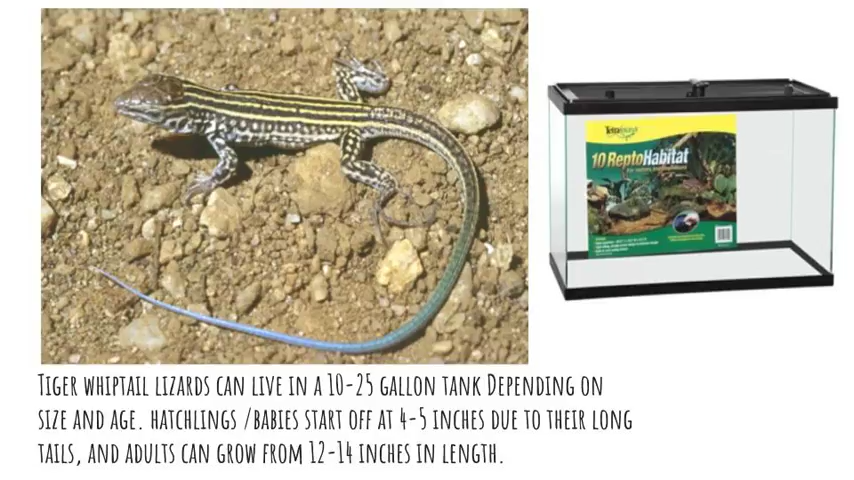 TetraFauna
10 ReptoHabitat
Tiger whiptail lizards can live in a 10-25 gallon tank Depending on
size and age. hatchlings /babies start off at 4-5 inches due to their long
tails, and adults can grow from 12-14 inches in length.